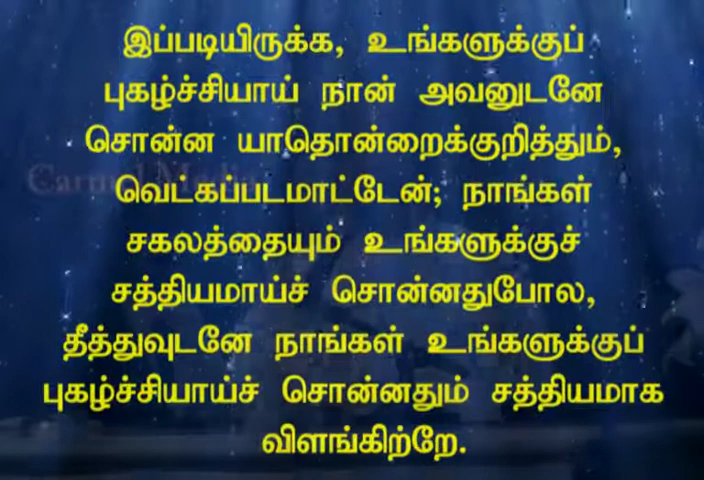 இப்படியிருக்க, உங்களுக்குப்
புகழ்ச்சியாய் நான் அவனுடனே
சொன்ன யாதொன்றைக்குறித்தும்,
வெட்கப்படமாட்டேன்; நாங்கள்
சகலத்தையும் உங்களுக்குச்
சத்தியமாய்ச் சொன்னதுபோல,
தீத்துவுடனே நாங்கள் உங்களுக்குப்
புகழ்ச்சியாய்ச் சொன்னதும் சத்தியமாக
விளங்கிற்றே.